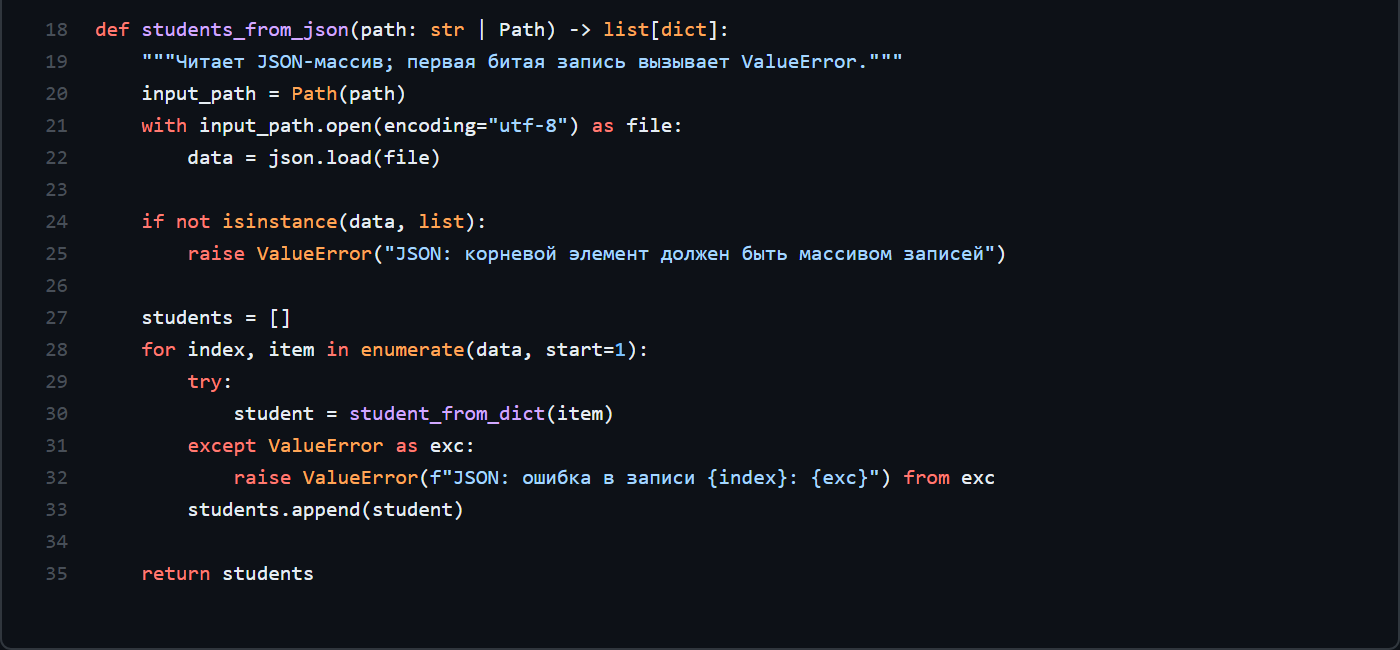 18 def students_from_json(path: str | Path) -> list[dict]:
19     """Читает JSON-массив; первая битая запись вызывает ValueError."""
20     input_path = Path(path)
21     with input_path.open(encoding="utf-8") as file:
22         data = json.load(file)
23
24     if not isinstance(data, list):
25         raise ValueError("JSON: корневой элемент должен быть массивом записей")
26
27     students = []
28     for index, item in enumerate(data, start=1):
29         try:
30             student = student_from_dict(item)
31         except ValueError as exc:
32             raise ValueError(f"JSON: ошибка в записи {index}: {exc}") from exc
33         students.append(student)
34
35     return students